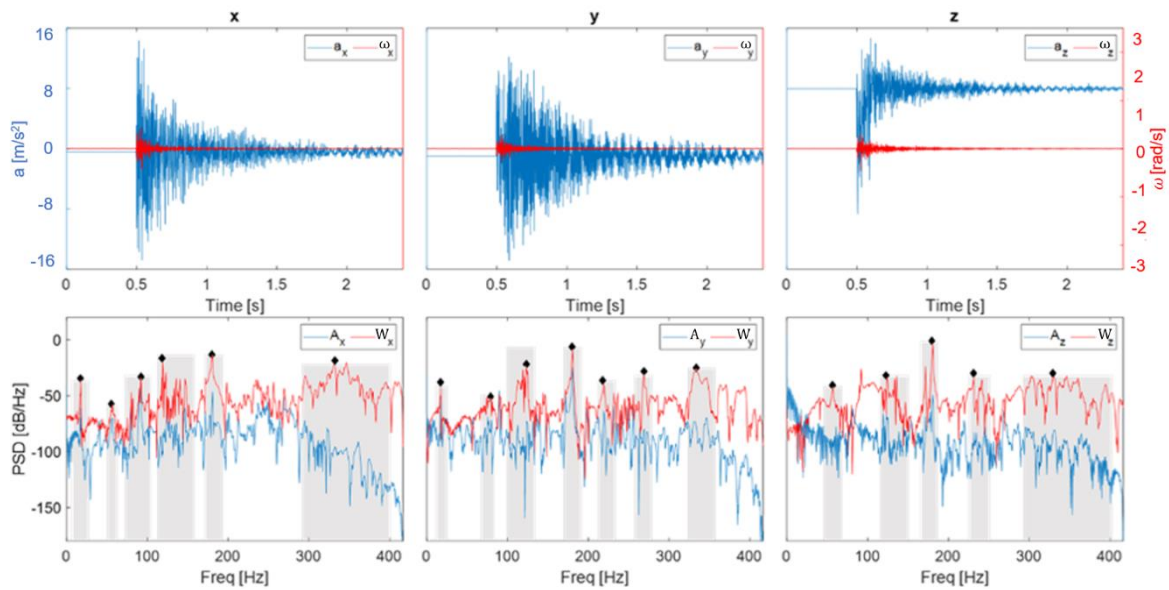 x y z
a_x ω_x
a_y ω_y
a_z ω_z
a [m/s²]
16
8
0
-8
-16
0 0.5 1 1.5 2
0 0.5 1 1.5 2
0 0.5 1 1.5 2
Time [s] Time [s] Time [s]
3
2
1
0
-1
-2
-3
ω [rad/s]
A_x W_x
A_y W_y
A_z W_z
PSD [dB/Hz]
0
-50
-100
-150
0 100 200 300 400
0 100 200 300 400
0 100 200 300 400
Freq [Hz] Freq [Hz] Freq [Hz]